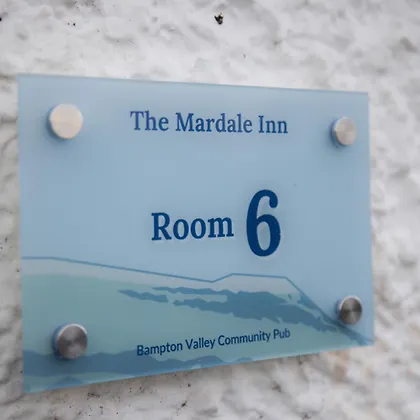 The Mardale Inn
Room 6
Bampton Valley Community Pub